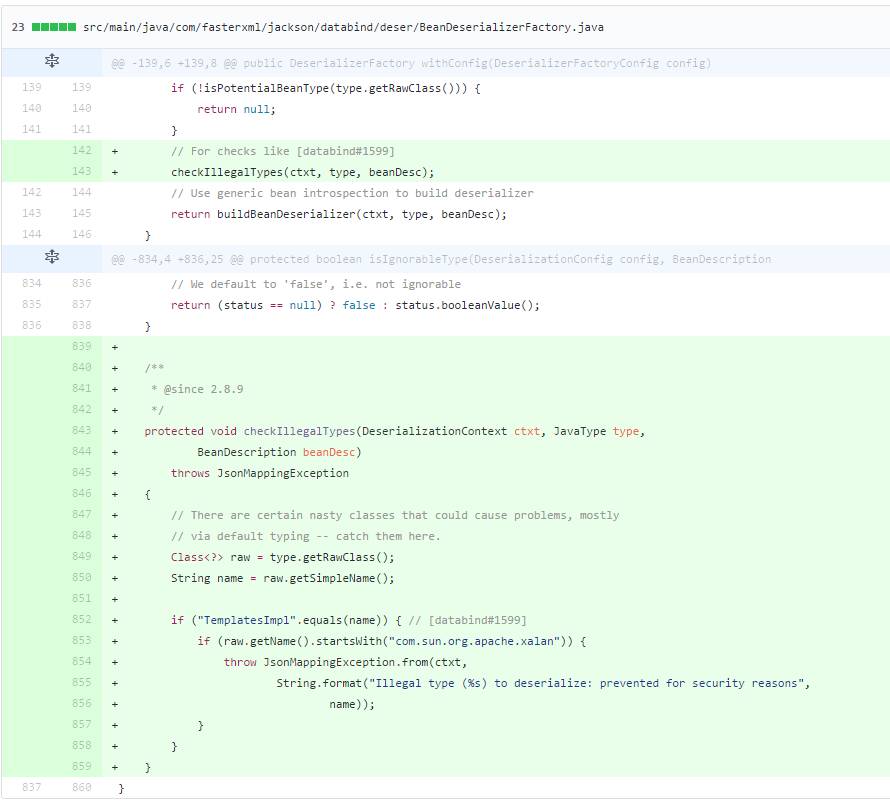 23 src/main/java/com/fasterxml/jackson/databind/deser/BeanDeserializerFactory.java
@@ -139,6 +139,8 @@ public DeserializerFactory withConfig(DeserializerFactoryConfig config)
139 139 if (!isPotentialBeanType(type.getRawClass())) {
140 140 return null;
141 141 }
142 + // For checks like [databind#1599]
143 + checkIllegalTypes(ctxt, type, beanDesc);
142 144 // Use generic bean introspection to build deserializer
143 145 return buildBeanDeserializer(ctxt, type, beanDesc);
144 146 }
@@ -834,4 +836,25 @@ protected boolean isIgnorableType(DeserializationConfig config, BeanDescription
834 836 // We default to 'false', i.e. not ignorable
835 837 return (status == null) ? false : status.booleanValue();
836 838 }
839 +
840 + /**
841 + * @since 2.8.9
842 + */
843 + protected void checkIllegalTypes(DeserializationContext ctxt, JavaType type,
844 + BeanDescription beanDesc)
845 + throws JsonMappingException
846 + {
847 + // There are certain nasty classes that could cause problems, mostly
848 + // via default typing -- catch them here.
849 + Class<?> raw = type.getRawClass();
850 + String name = raw.getSimpleName();
851 +
852 + if ("TemplatesImpl".equals(name)) { // [databind#1599]
853 + if (raw.getName().startsWith("com.sun.org.apache.xalan")) {
854 + throw JsonMappingException.from(ctxt,
855 + String.format("Illegal type (%s) to deserialize: prevented for security reasons",
856 + name));
857 + }
858 + }
859 + }
837 860 }